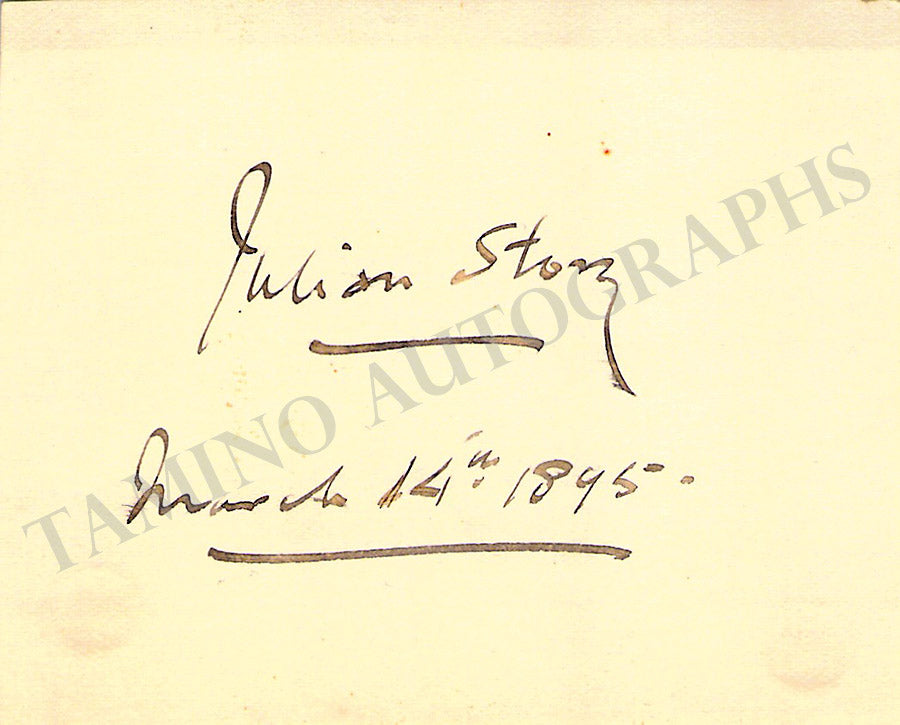 Julian Story
March 14th 1895.
TAMINO AUTOGRAPHS